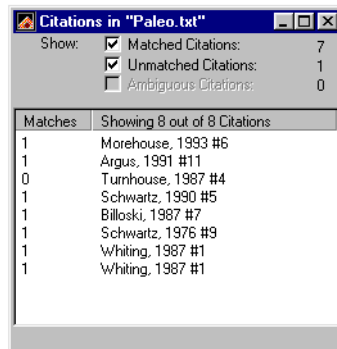 Citations in "Paleo.txt"
Show: Matched Citations: 7
Unmatched Citations: 1
Ambiguous Citations: 0
Matches Showing 8 out of 8 Citations
1 Morehouse, 1993 #6
1 Argus, 1991 #11
0 Turnhouse, 1987 #4
1 Schwartz, 1990 #5
1 Billoski, 1987 #7
1 Schwartz, 1976 #9
1 Whiting, 1987 #1
1 Whiting, 1987 #1